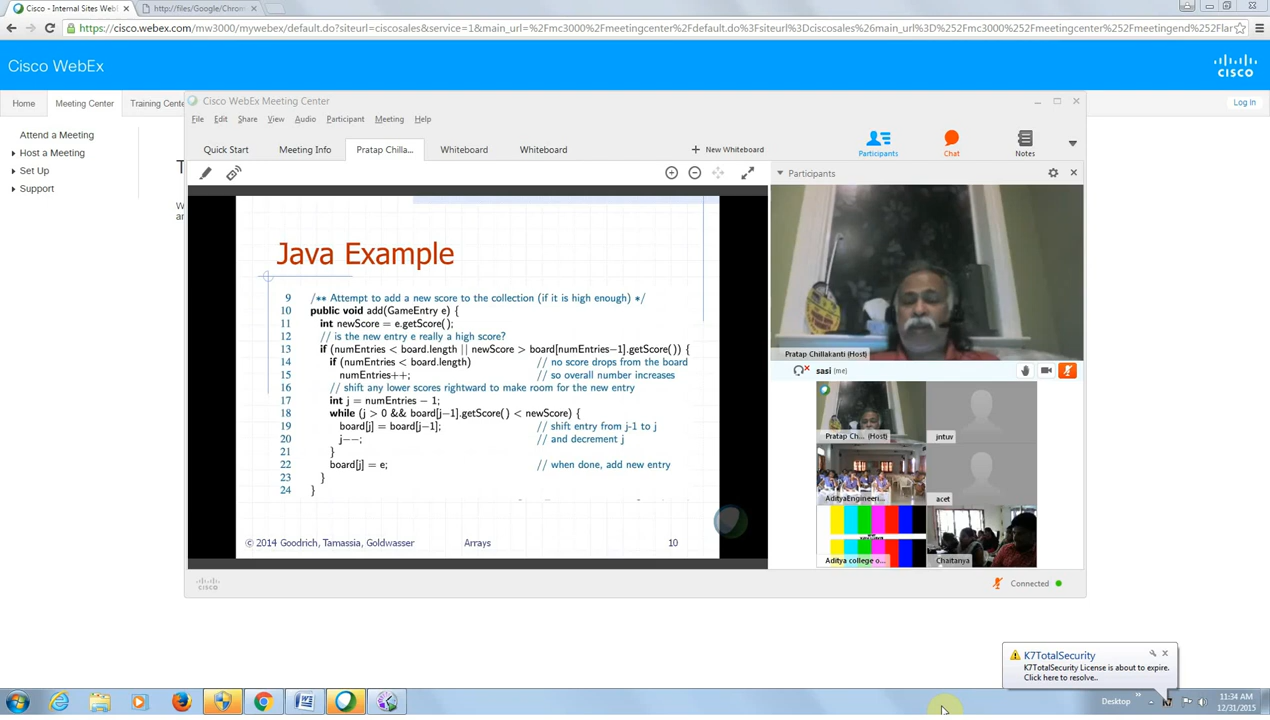 Cisco - Internal Sites WebE
http://files/Google/Chrom
https://cisco.webex.com/mw3000/mywebex/default.do?siteurl=ciscosales&service=1&main_url=%2Fmc3000%2Fmeetingcenter%2Fdefault.do%3Fsiteurl%3Dciscosales%26main_url%3D%252Fmc3000%252Fmeetingcenter%252Fmeetingend%252Flar
Cisco WebEx
CISCO
Home
Meeting Center
Training Cente
Log In
Attend a Meeting
Host a Meeting
Set Up
Support
T
W
an
Cisco WebEx Meeting Center
File Edit Share View Audio Participant Meeting Help
Quick Start
Meeting Info
Pratap Chilla...
Whiteboard
Whiteboard
+ New Whiteboard
Participants
Chat
Notes
Participants
Java Example
9 /** Attempt to add a new score to the collection (if it is high enough) */
10 public void add(GameEntry e) {
11 int newScore = e.getScore();
12 // is the new entry e really a high score?
13 if (numEntries < board.length || newScore > board[numEntries−1].getScore()) {
14 if (numEntries < board.length) // no score drops from the board
15 numEntries++; // so overall number increases
16 // shift any lower scores rightward to make room for the new entry
17 int j = numEntries − 1;
18 while (j > 0 && board[j−1].getScore() < newScore) {
19 board[j] = board[j−1]; // shift entry from j-1 to j
20 j−−; // and decrement j
21 }
22 board[j] = e; // when done, add new entry
23 }
24 }
© 2014 Goodrich, Tamassia, Goldwasser
Arrays
10
Pratap Chillakanti (Host)
sasi (me)
Pratap Ch... (Host)
jntuv
AdityaEngineeri...
acet
Aditya college o...
Chaitanya
CISCO
Connected
K7TotalSecurity
K7TotalSecurity License is about to expire.
Click here to resolve..
Desktop
11:34 AM
12/31/2015